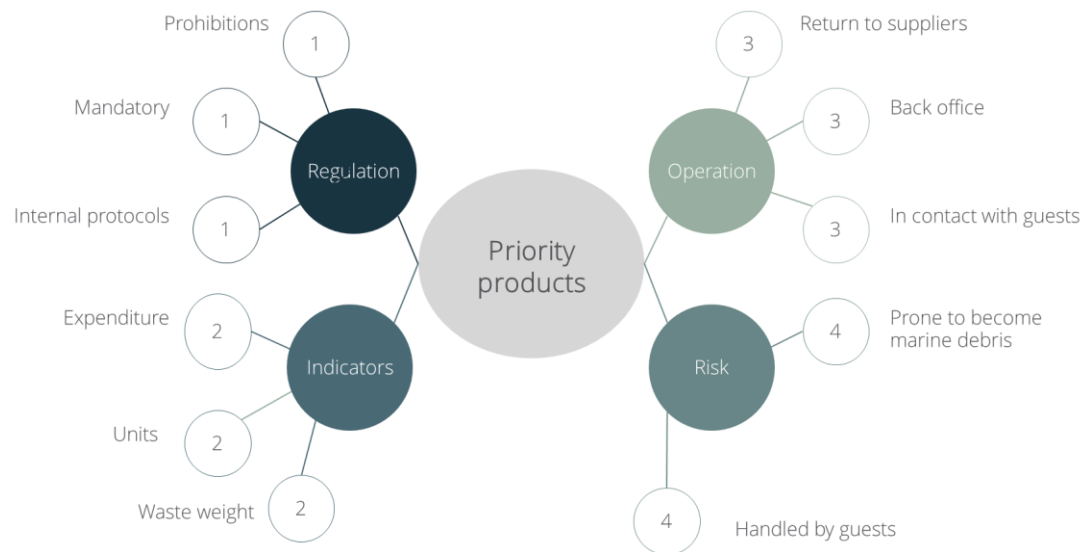 Prohibitions
1
Mandatory
1
Regulation
Internal protocols
1
Expenditure
2
Indicators
Units
2
Waste weight
2
Priority
products
Return to suppliers
3
Back office
3
Operation
In contact with guests
3
Prone to become
marine debris
4
Risk
Handled by guests
4